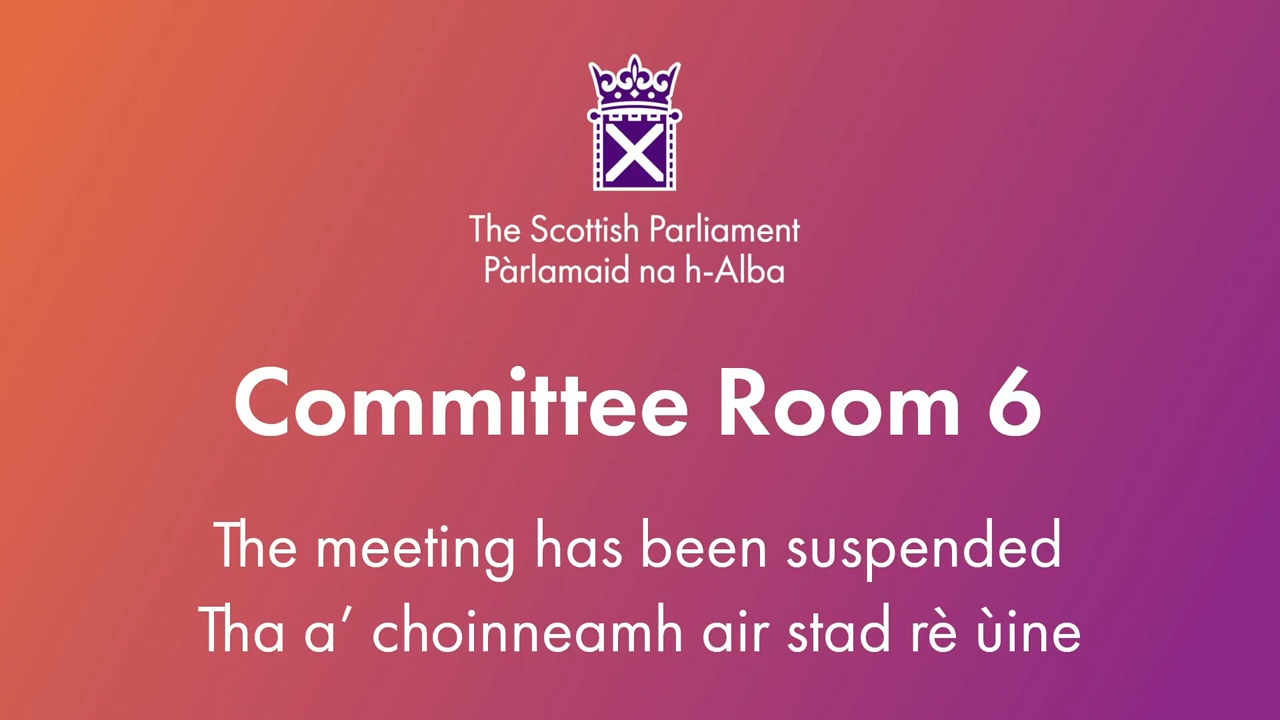 The Scottish Parliament
Pàrlamaid na h-Alba
Committee Room 6
The meeting has been suspended
Tha a’ choinneamh air stad rè ùine